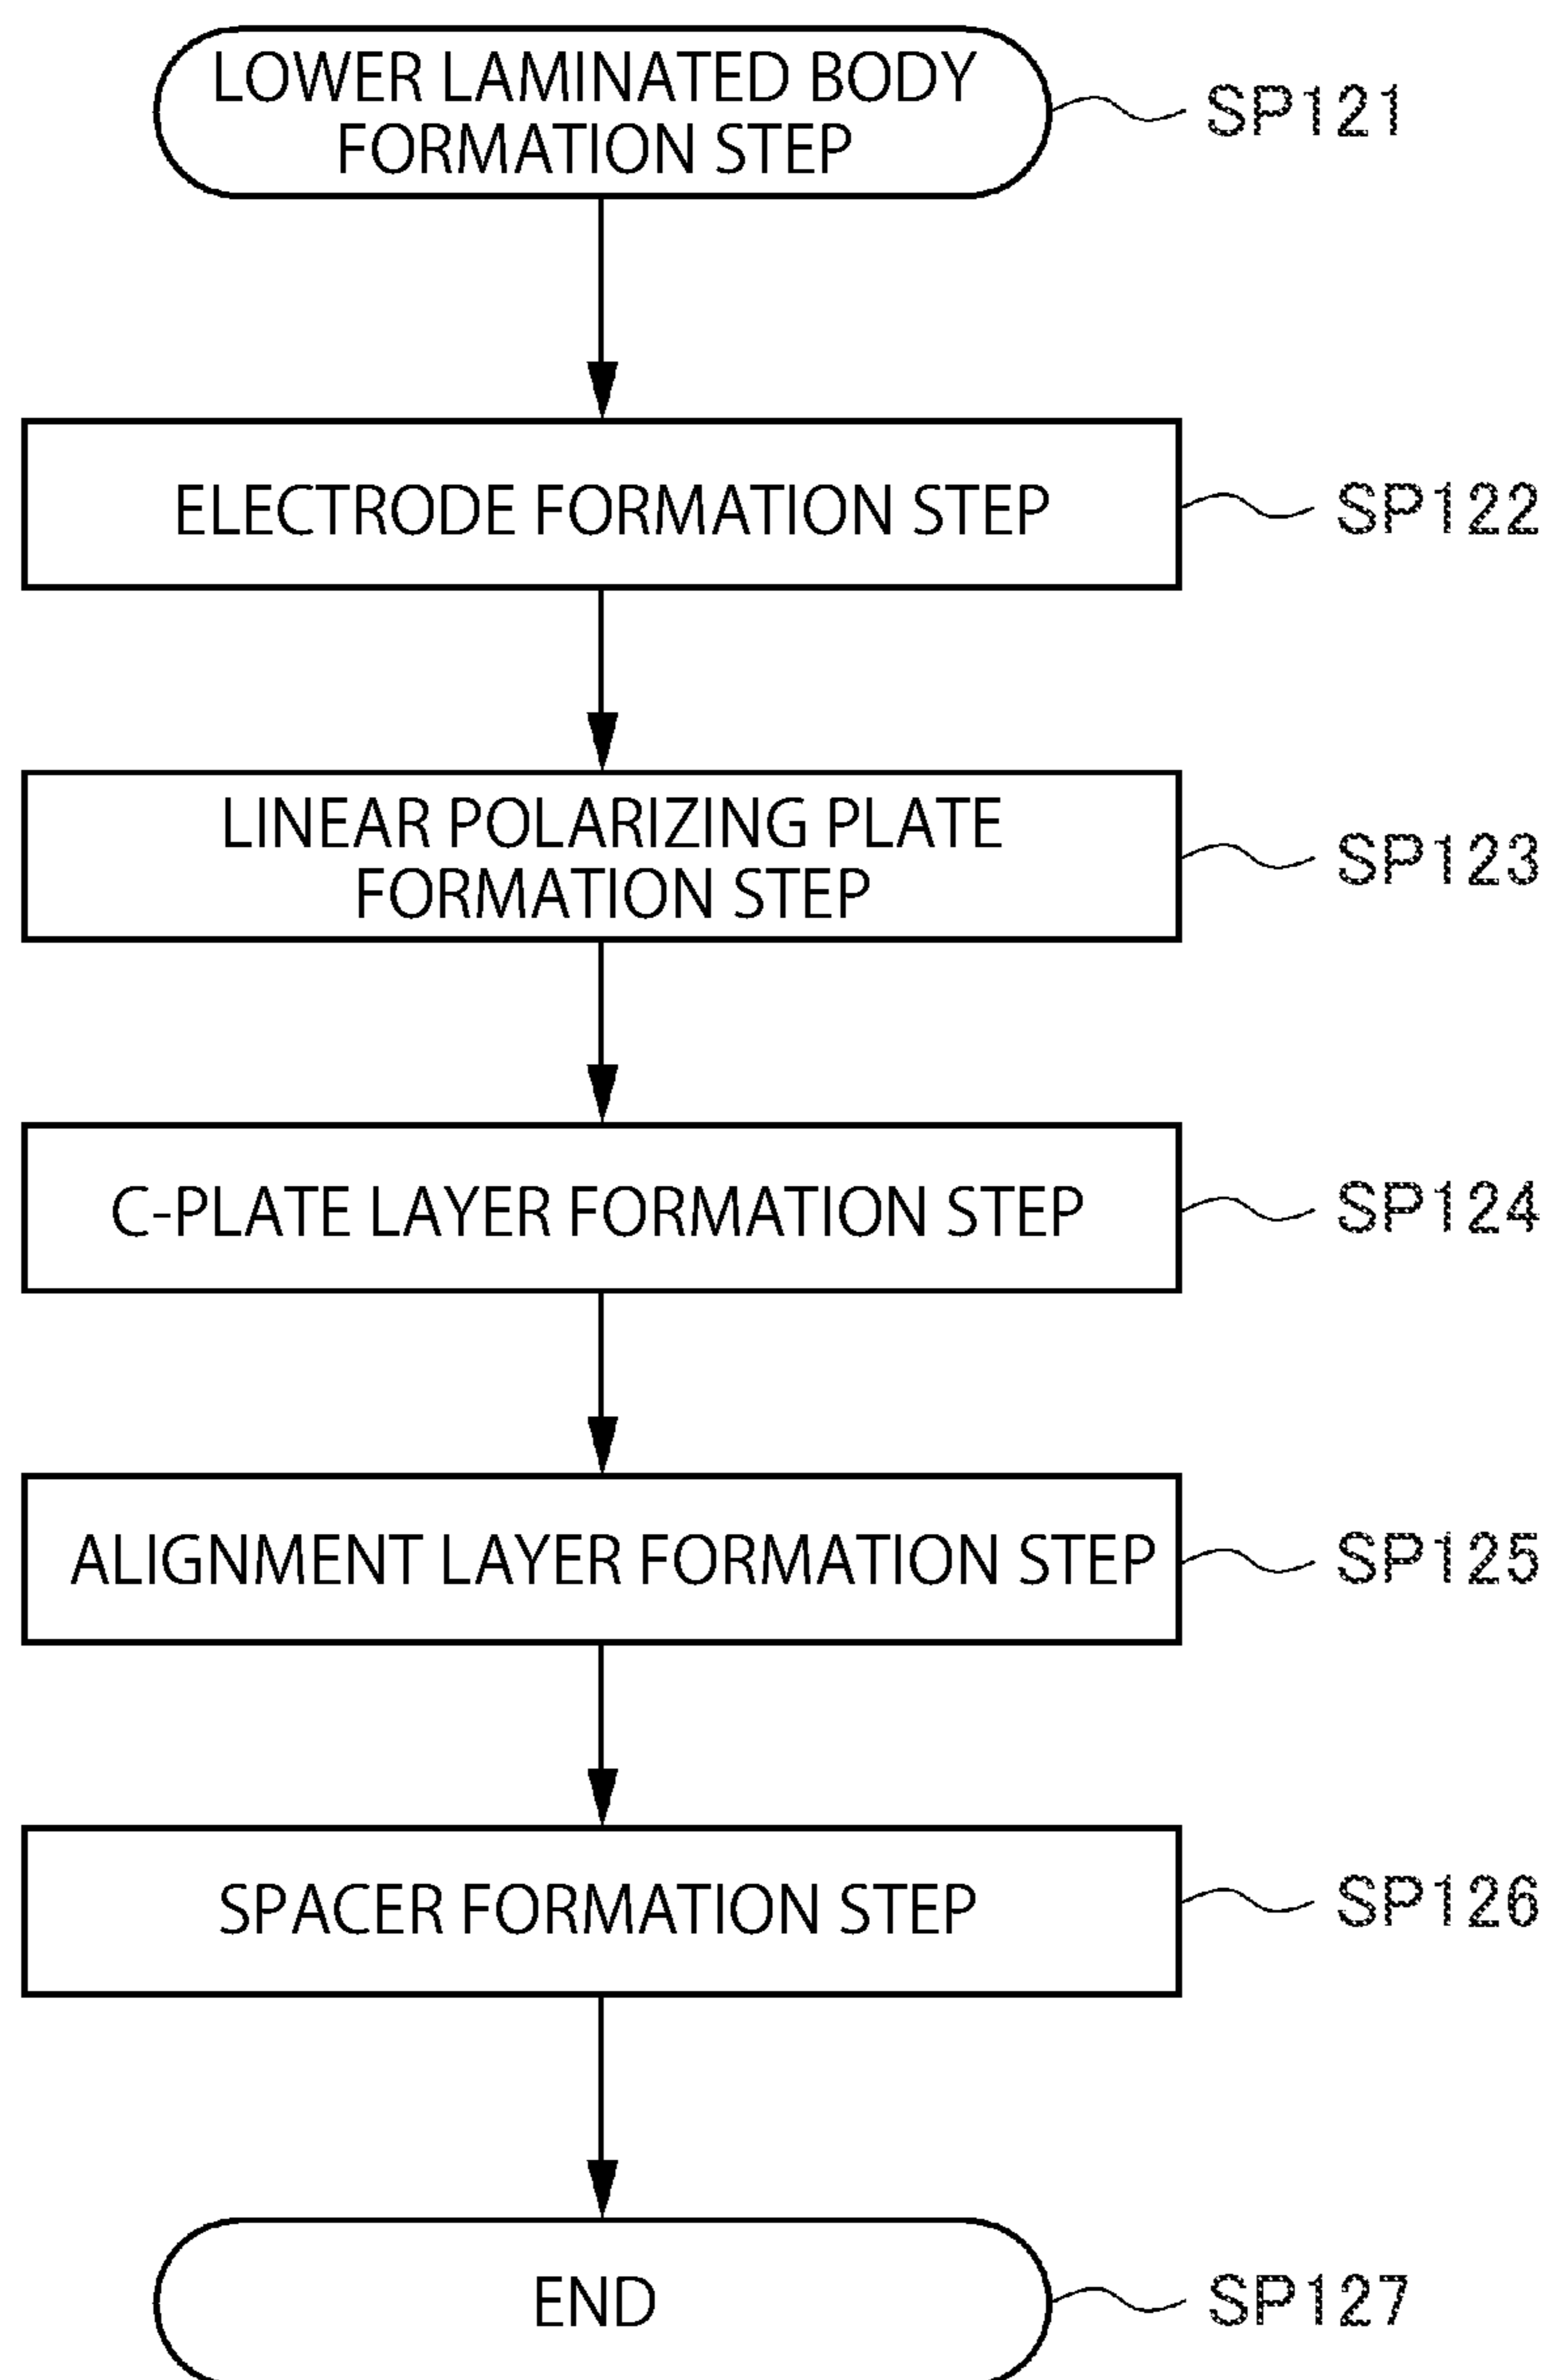 LOWER LAMINATED BODY
FORMATION STEP
SP121
ELECTRODE FORMATION STEP
SP122
LINEAR POLARIZING PLATE
FORMATION STEP
SP123
C-PLATE LAYER FORMATION STEP
SP124
ALIGNMENT LAYER FORMATION STEP
SP125
SPACER FORMATION STEP
SP126
END
SP127